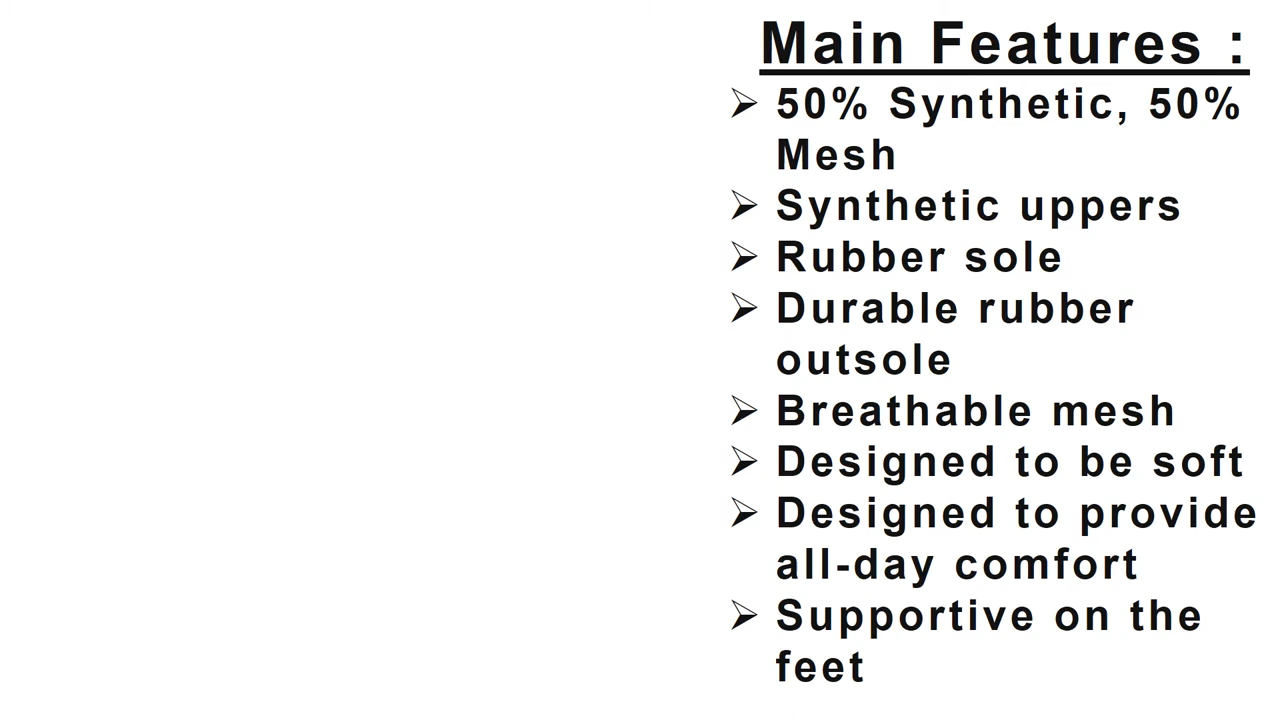 Main Features :
➢ 50% Synthetic, 50%
Mesh
➢ Synthetic uppers
➢ Rubber sole
➢ Durable rubber
outsole
➢ Breathable mesh
➢ Designed to be soft
➢ Designed to provide
all-day comfort
➢ Supportive on the
feet